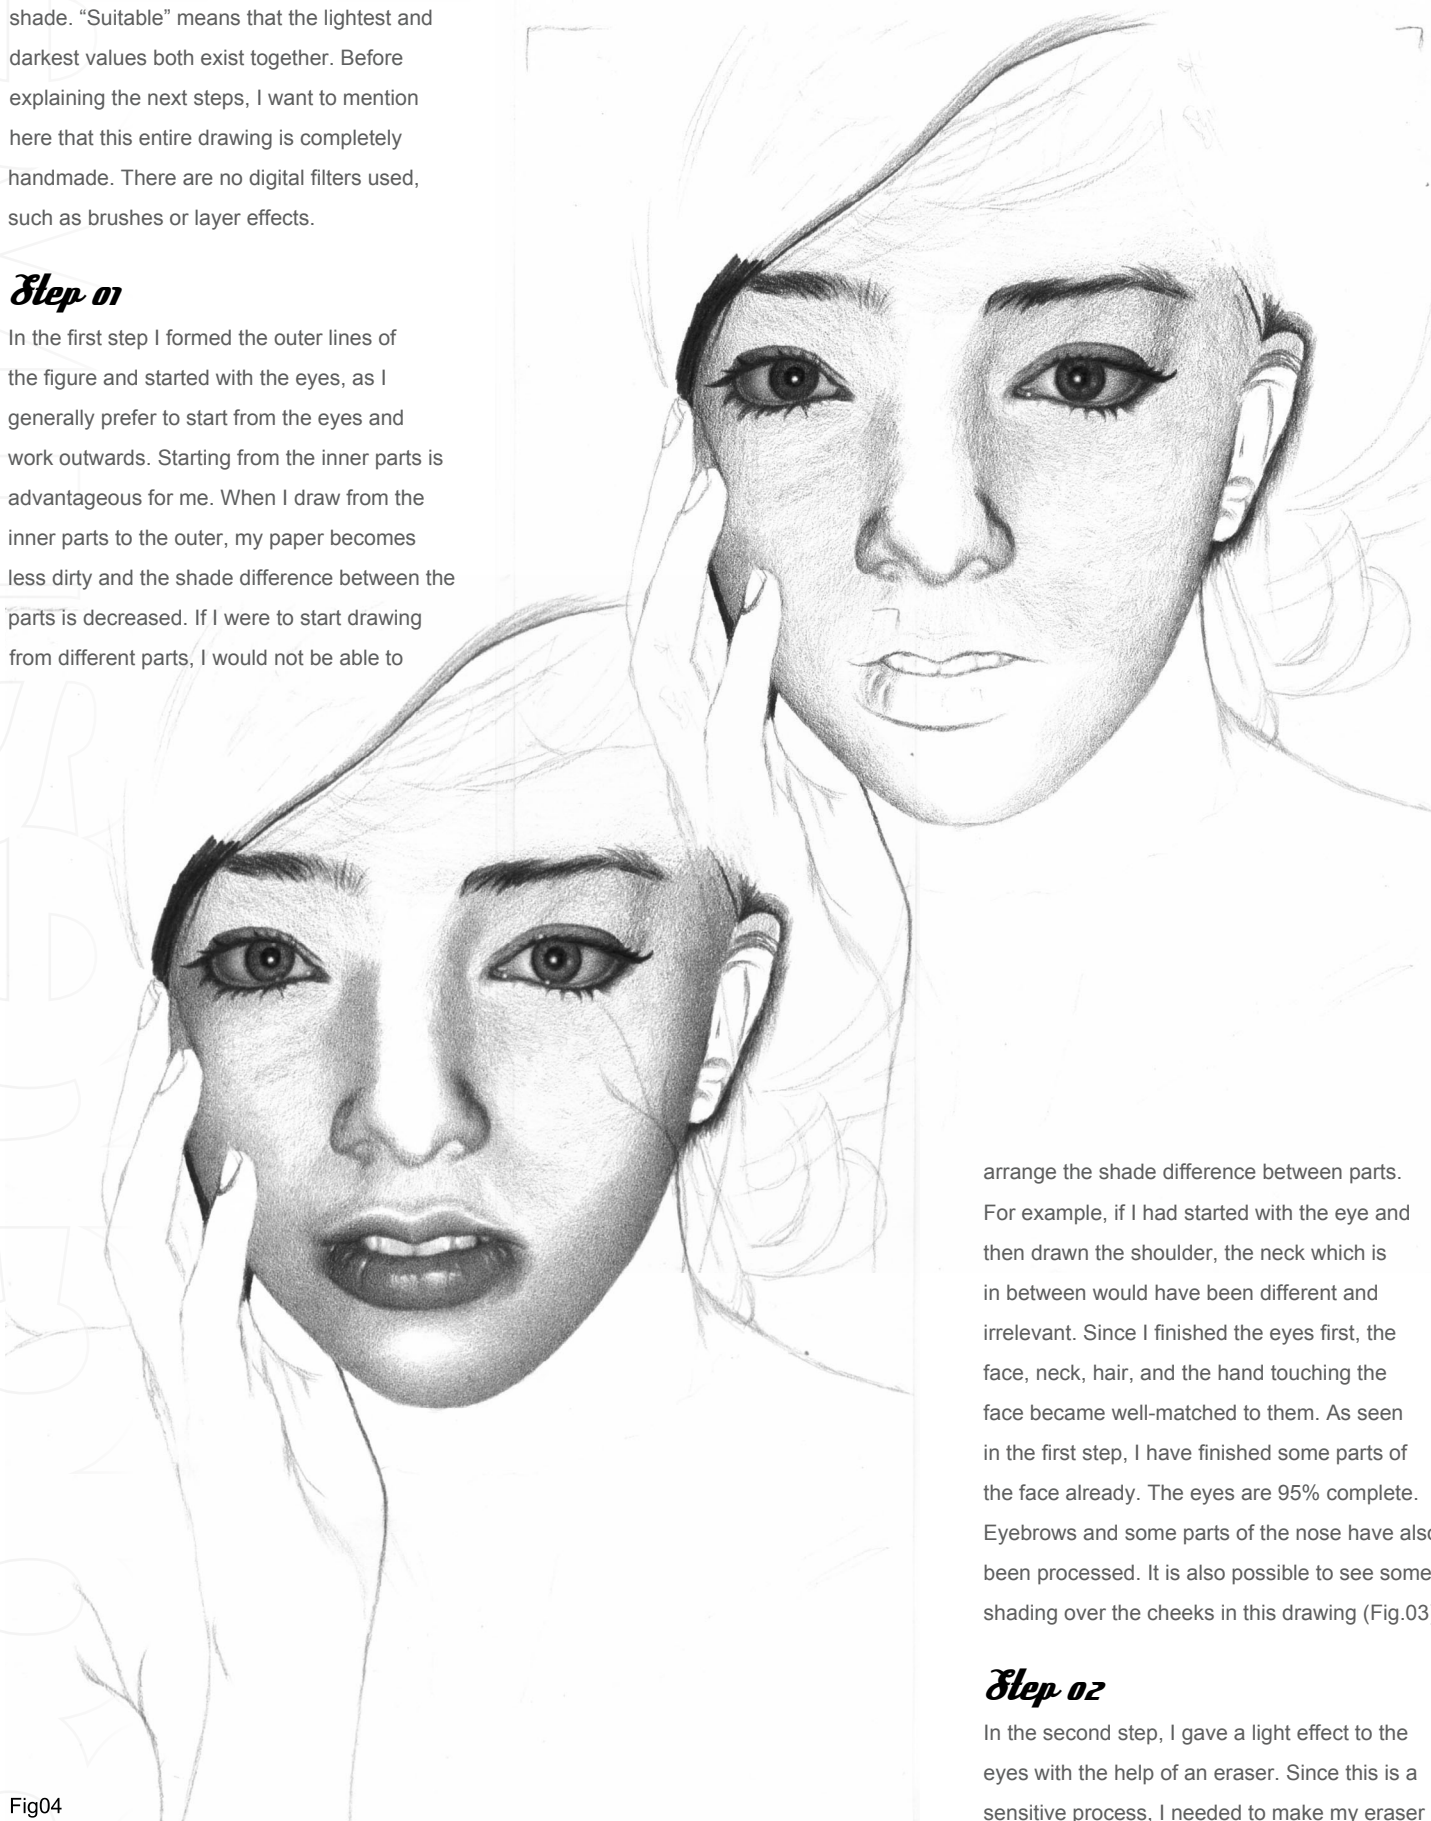 shade. “Suitable” means that the lightest and
darkest values both exist together. Before
explaining the next steps, I want to mention
here that this entire drawing is completely
handmade. There are no digital filters used,
such as brushes or layer effects.
Step 01
In the first step I formed the outer lines of
the figure and started with the eyes, as I
generally prefer to start from the eyes and
work outwards. Starting from the inner parts is
advantageous for me. When I draw from the
inner parts to the outer, my paper becomes
less dirty and the shade difference between the
parts is decreased. If I were to start drawing
from different parts, I would not be able to
arrange the shade difference between parts.
For example, if I had started with the eye and
then drawn the shoulder, the neck which is
in between would have been different and
irrelevant. Since I finished the eyes first, the
face, neck, hair, and the hand touching the
face became well-matched to them. As seen
in the first step, I have finished some parts of
the face already. The eyes are 95% complete.
Eyebrows and some parts of the nose have also
been processed. It is also possible to see some
shading over the cheeks in this drawing (Fig.03
Step 02
In the second step, I gave a light effect to the
eyes with the help of an eraser. Since this is a
sensitive process, I needed to make my eraser
Fig04